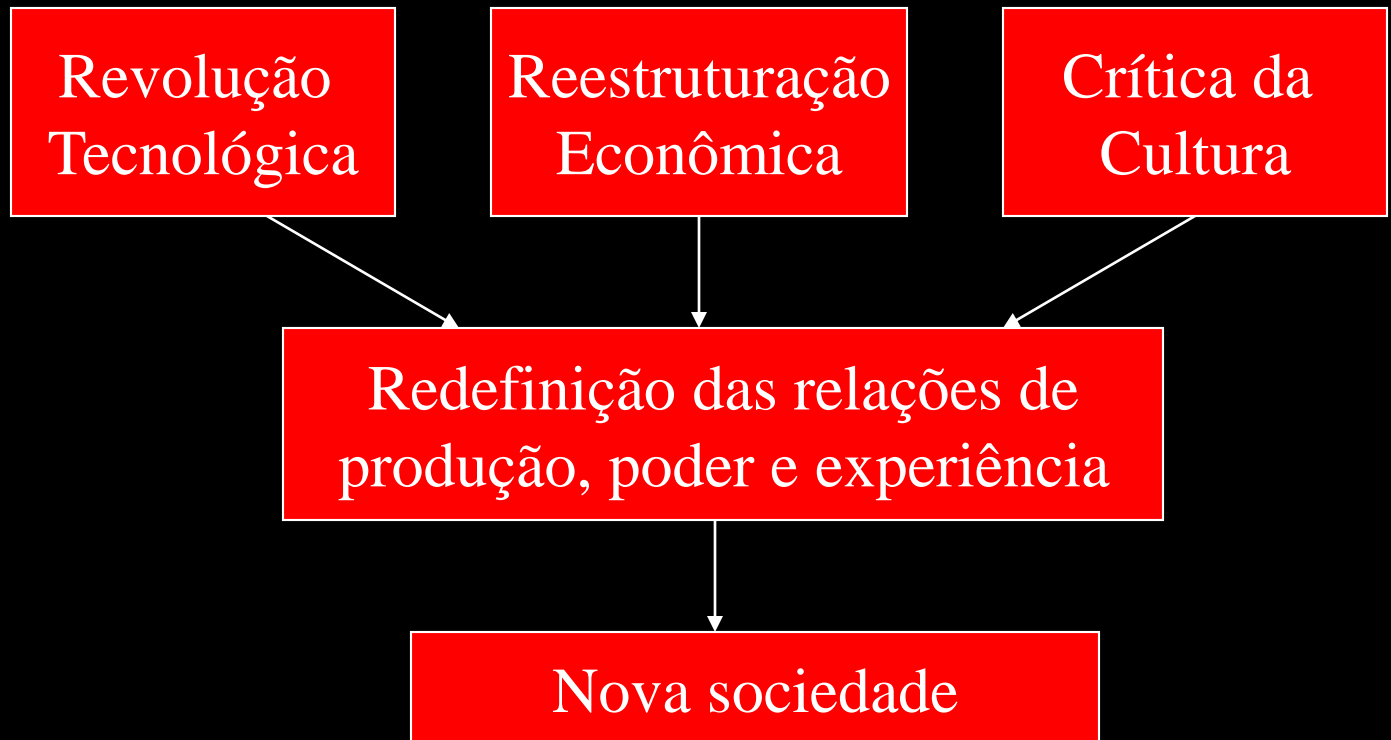 Revolução
Tecnológica
Reestruturação
Econômica
Crítica da
Cultura
Redefinição das relações de
produção, poder e experiência
Nova sociedade